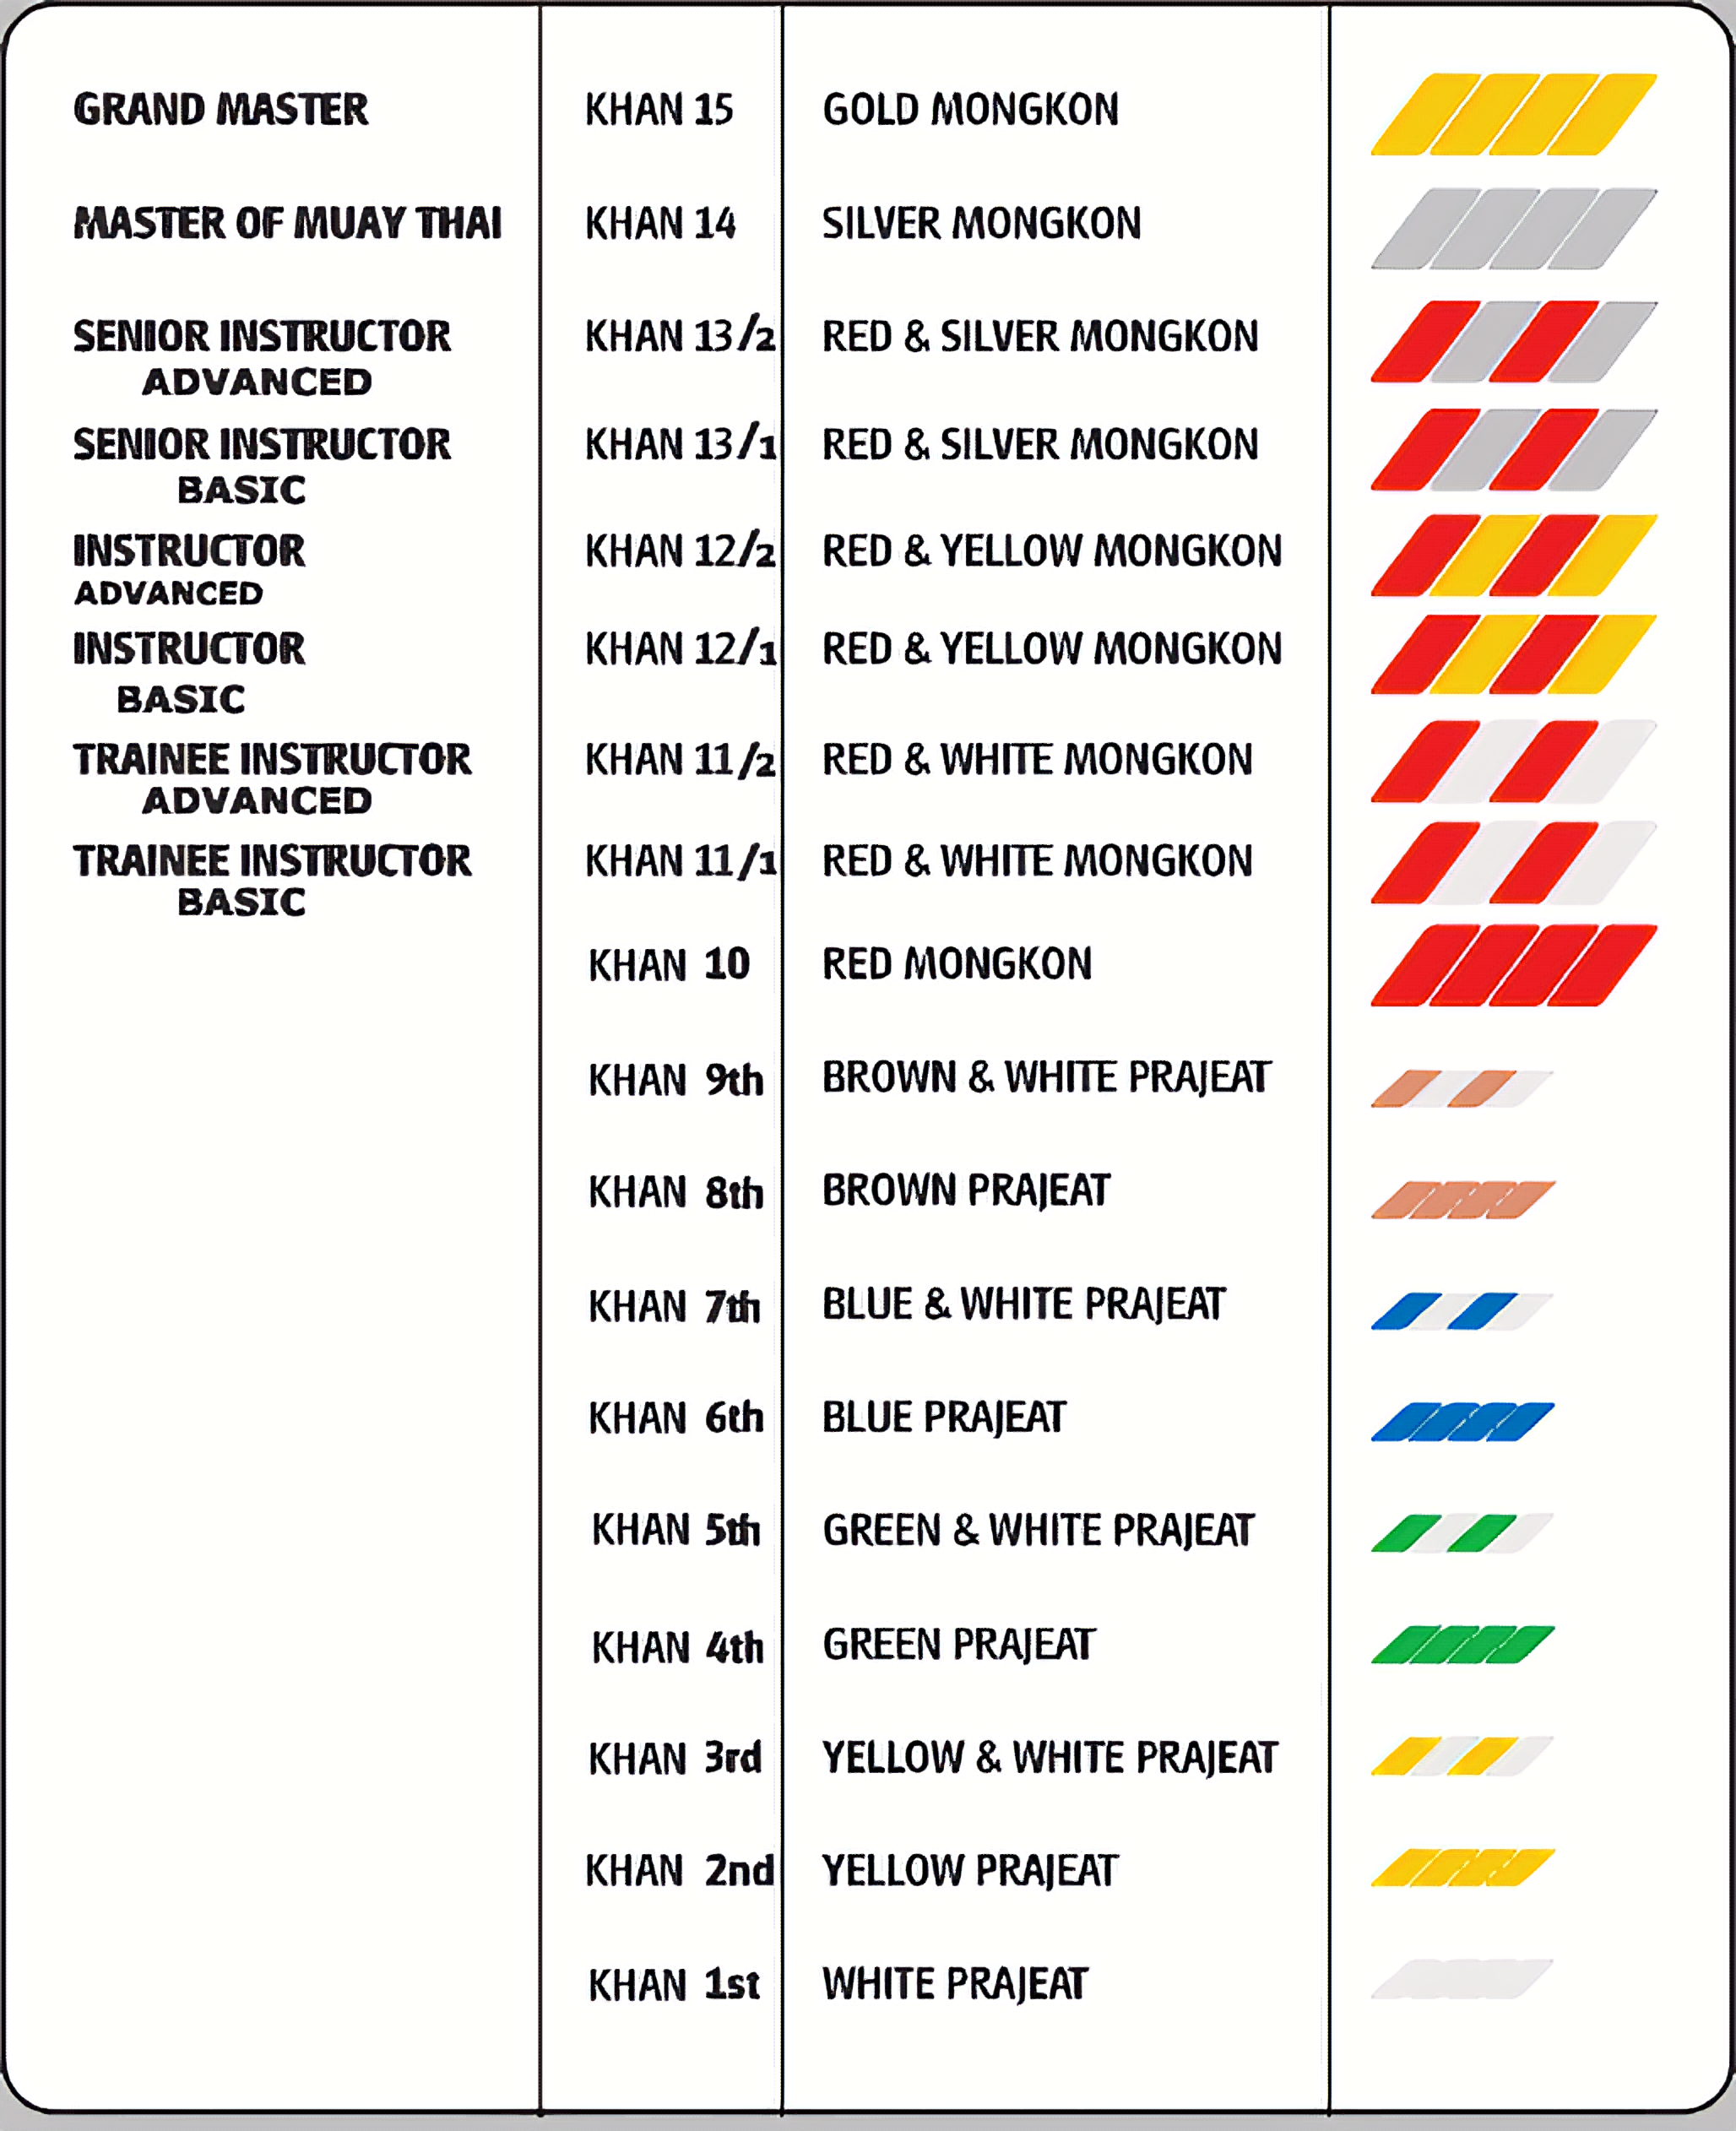 GRAND MASTER KHAN 15 GOLD MONGKON
MASTER OF MUAY THAI KHAN 14 SILVER MONGKON
SENIOR INSTRUCTOR KHAN 13/2 RED & SILVER MONGKON
ADVANCED
SENIOR INSTRUCTOR KHAN 13/1 RED & SILVER MONGKON
BASIC
INSTRUCTOR KHAN 12/2 RED & YELLOW MONGKON
ADVANCED
INSTRUCTOR KHAN 12/1 RED & YELLOW MONGKON
BASIC
TRAINEE INSTRUCTOR KHAN 11/2 RED & WHITE MONGKON
ADVANCED
TRAINEE INSTRUCTOR KHAN 11/1 RED & WHITE MONGKON
BASIC
KHAN 10 RED MONGKON
KHAN 9th BROWN & WHITE PRAJEAT
KHAN 8th BROWN PRAJEAT
KHAN 7th BLUE & WHITE PRAJEAT
KHAN 6th BLUE PRAJEAT
KHAN 5th GREEN & WHITE PRAJEAT
KHAN 4th GREEN PRAJEAT
KHAN 3rd YELLOW & WHITE PRAJEAT
KHAN 2nd YELLOW PRAJEAT
KHAN 1st WHITE PRAJEAT